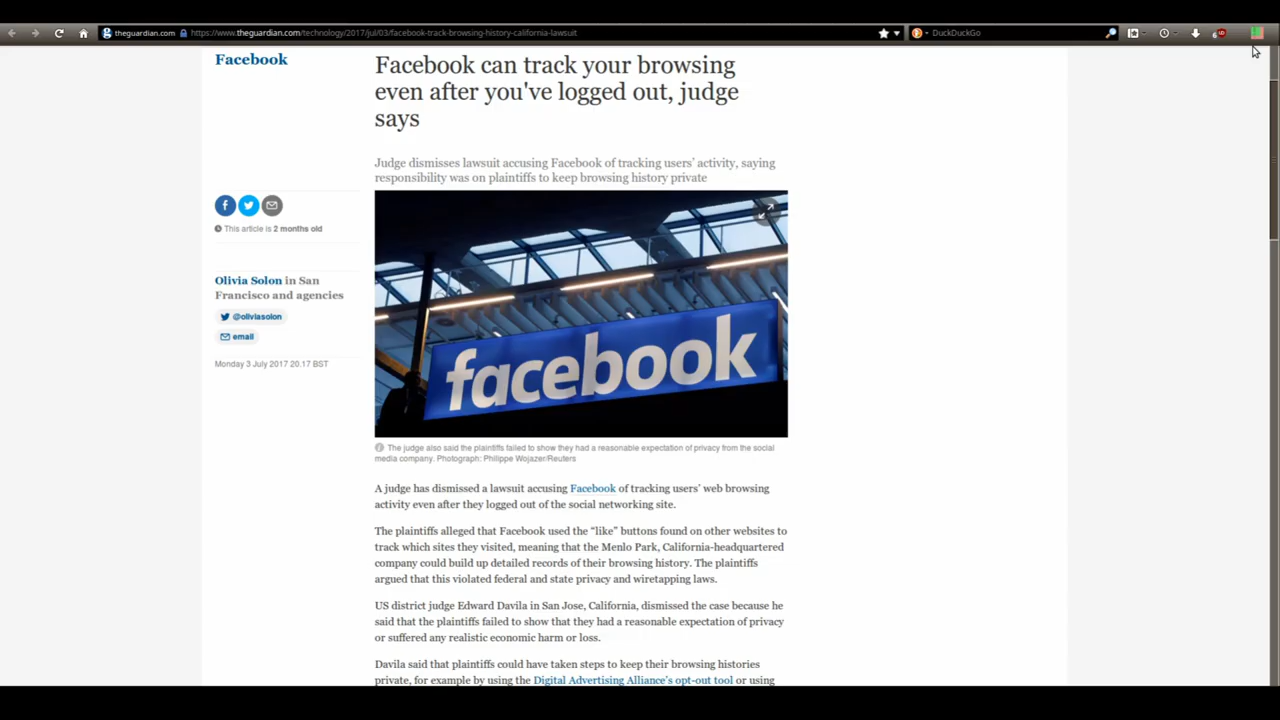 theguardian.com
https://www.theguardian.com/technology/2017/jul/03/facebook-track-browsing-history-california-lawsuit
DuckDuckGo
6
Facebook
Facebook can track your browsing
even after you've logged out, judge
says
Judge dismisses lawsuit accusing Facebook of tracking users' activity, saying
responsibility was on plaintiffs to keep browsing history private
This article is 2 months old
Olivia Solon in San
Francisco and agencies
@oliviasolon
email
Monday 3 July 2017 20.17 BST
facebook
The judge also said the plaintiffs failed to show they had a reasonable expectation of privacy from the social
media company. Photograph: Philippe Wojazer/Reuters
A judge has dismissed a lawsuit accusing Facebook of tracking users' web browsing
activity even after they logged out of the social networking site.
The plaintiffs alleged that Facebook used the “like” buttons found on other websites to
track which sites they visited, meaning that the Menlo Park, California-headquartered
company could build up detailed records of their browsing history. The plaintiffs
argued that this violated federal and state privacy and wiretapping laws.
US district judge Edward Davila in San Jose, California, dismissed the case because he
said that the plaintiffs failed to show that they had a reasonable expectation of privacy
or suffered any realistic economic harm or loss.
Davila said that plaintiffs could have taken steps to keep their browsing histories
private, for example by using the Digital Advertising Alliance's opt-out tool or using